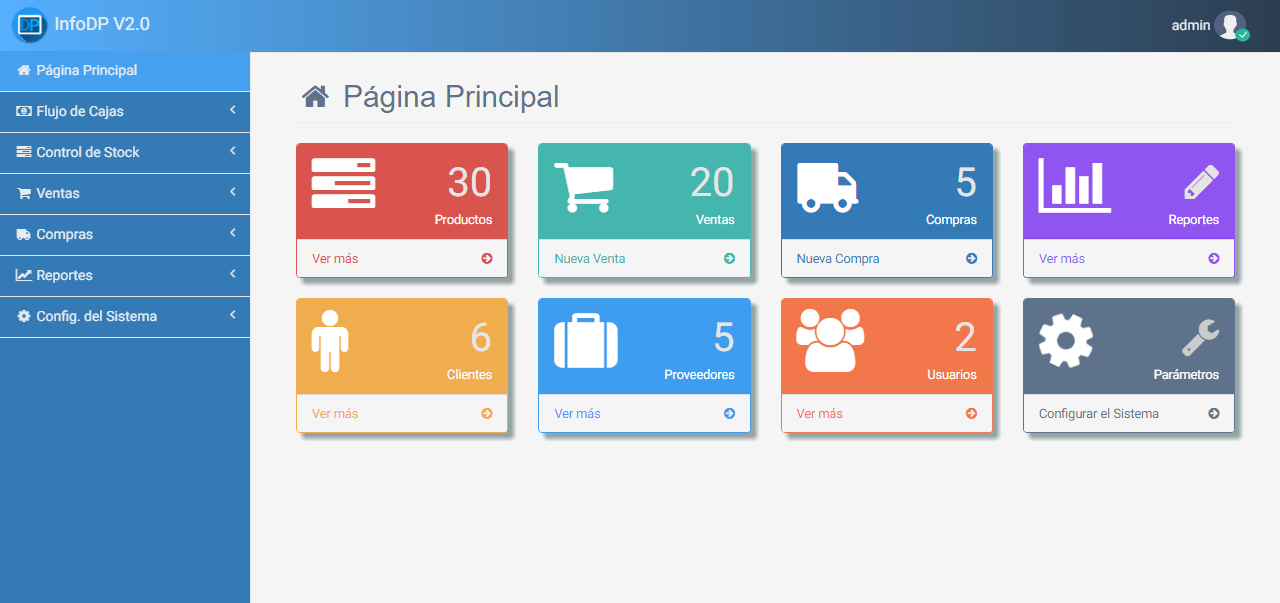 DP InfoDP V2.0
admin
Página Principal
Flujo de Cajas
Control de Stock
Ventas
Compras
Reportes
Config. del Sistema
Página Principal
30
Productos
Ver más
20
Ventas
Nueva Venta
5
Compras
Nueva Compra
Reportes
Ver más
6
Clientes
Ver más
5
Proveedores
Ver más
2
Usuarios
Ver más
Parámetros
Configurar el Sistema